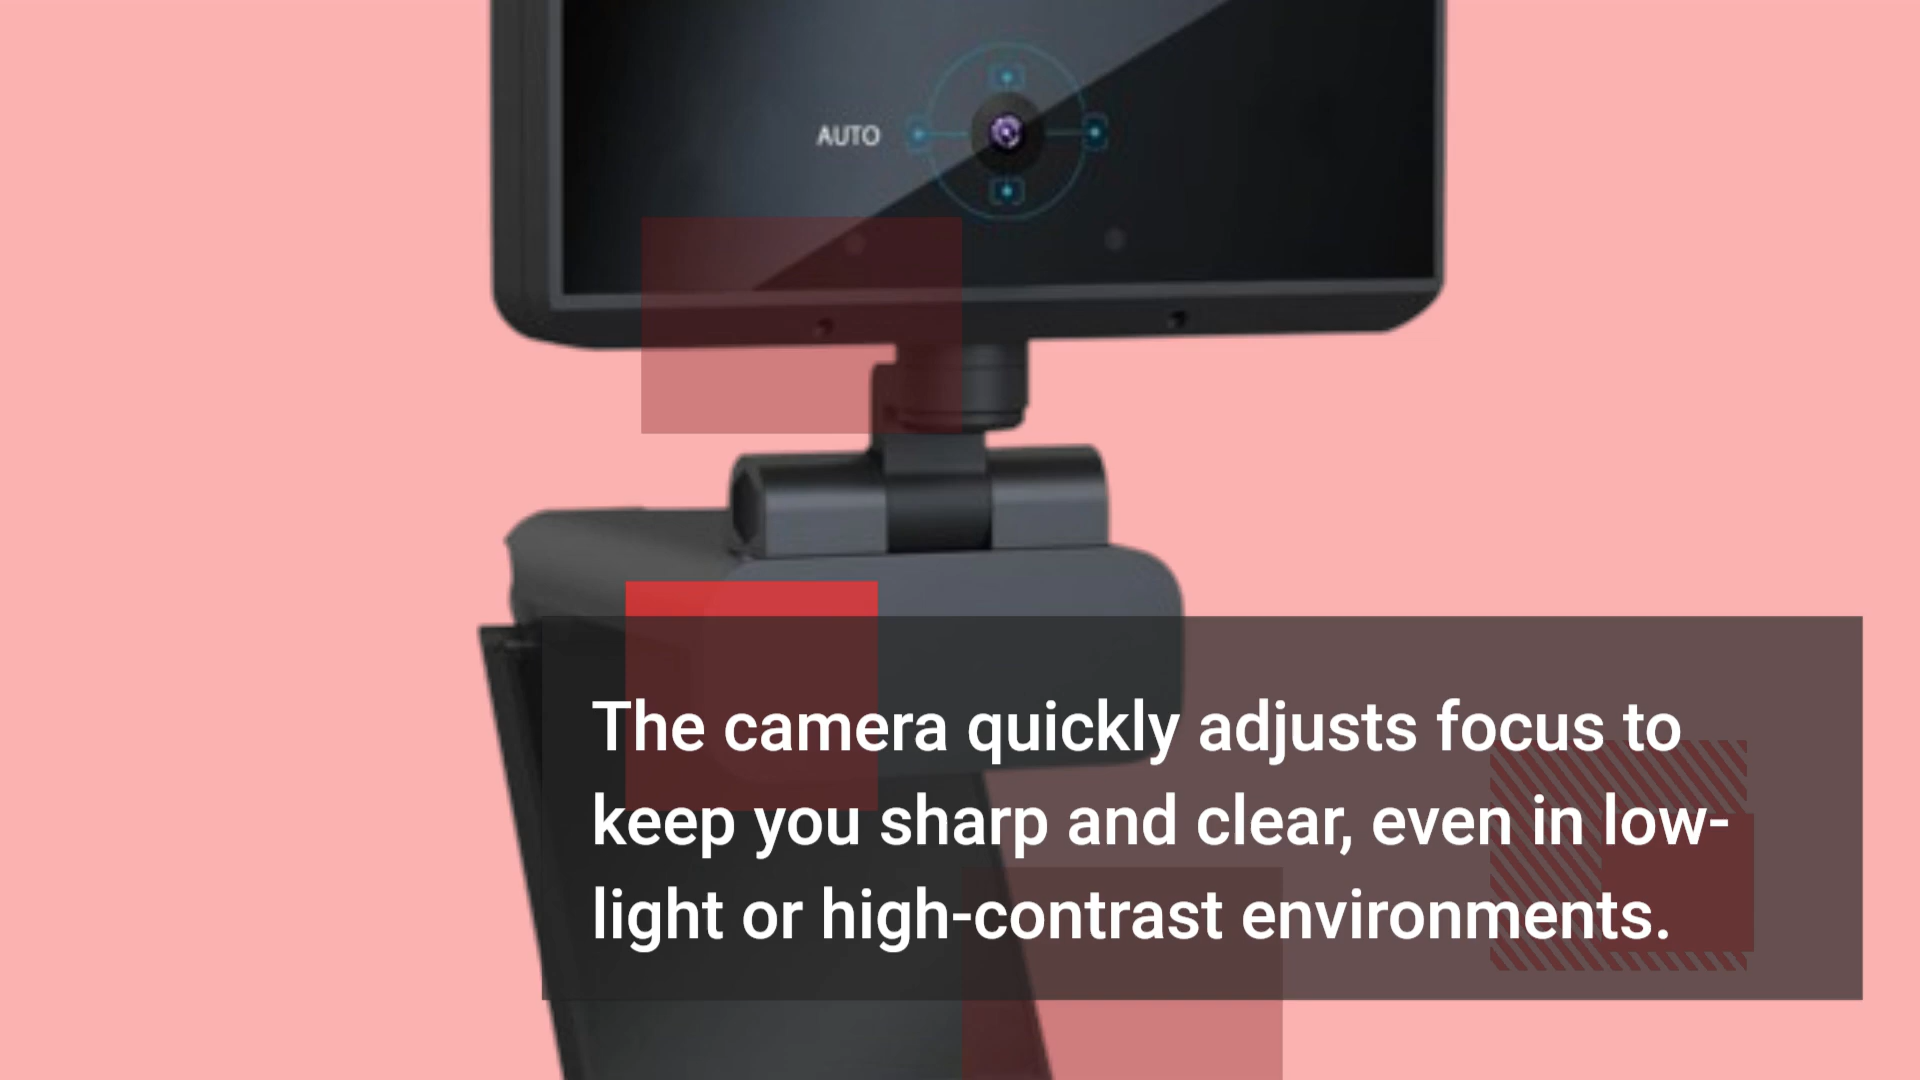 AUTO
The camera quickly adjusts focus to
keep you sharp and clear, even in low-
light or high-contrast environments.